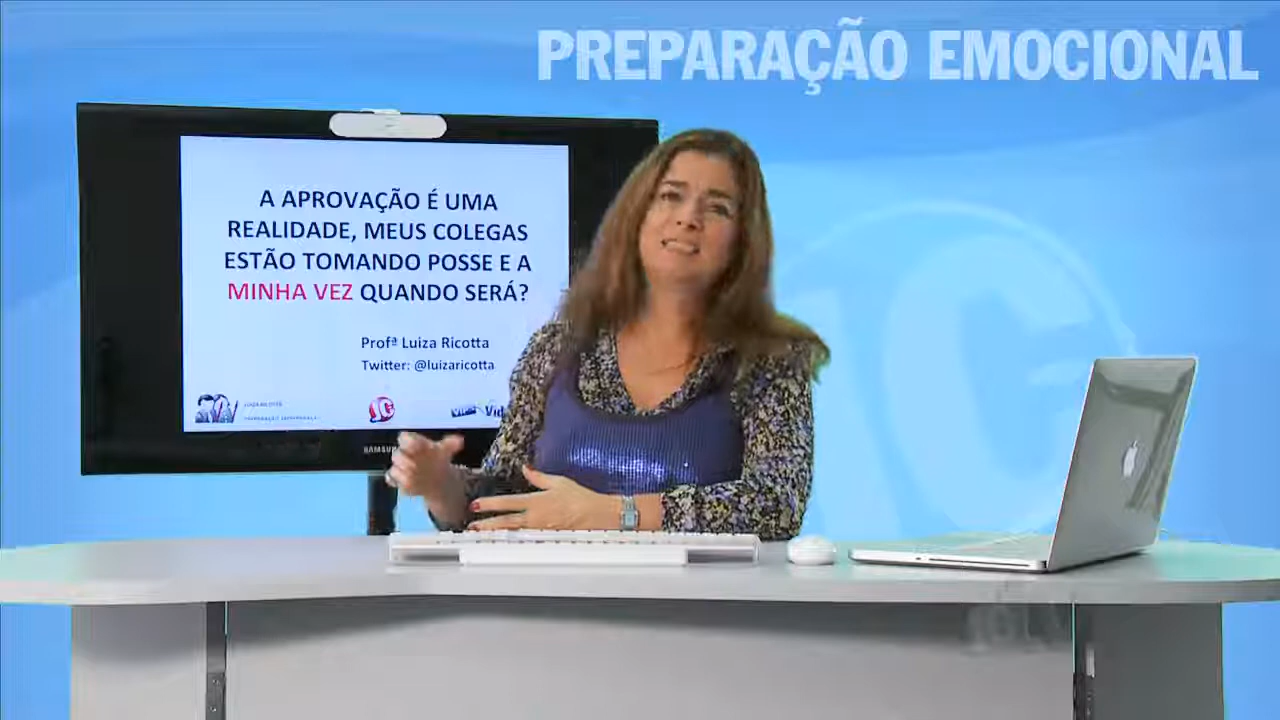 PREPARAÇÃO EMOCIONAL
A APROVAÇÃO É UMA
REALIDADE, MEUS COLEGAS
ESTÃO TOMANDO POSSE E A
MINHA VEZ QUANDO SERÁ?
Profª Luiza Ricotta
Twitter: @luizaricotta
SAMSUNG